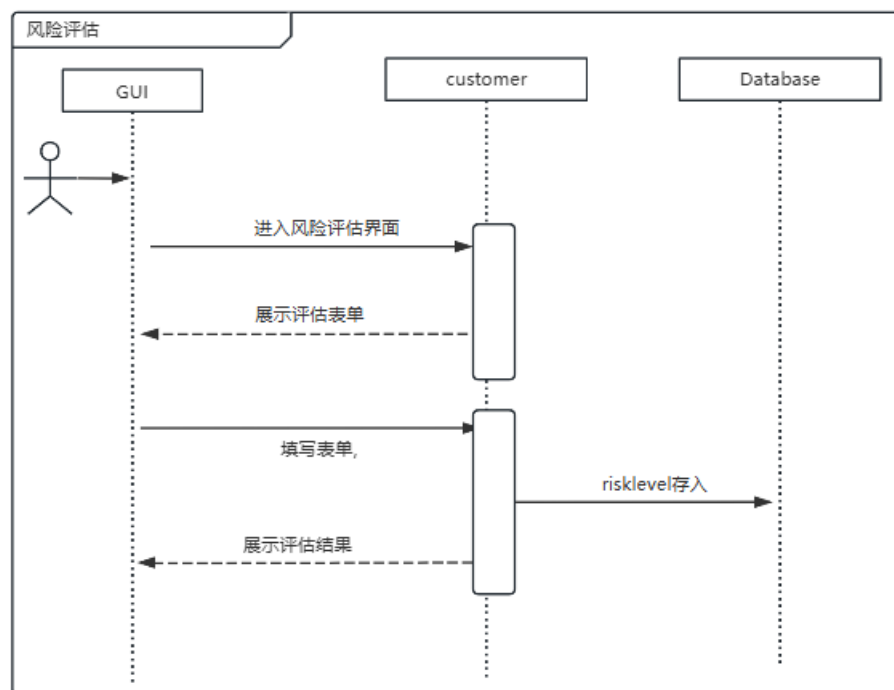 风险评估
GUI
customer
Database
进入风险评估界面
展示评估表单
填写表单,
risklevel存入
展示评估结果